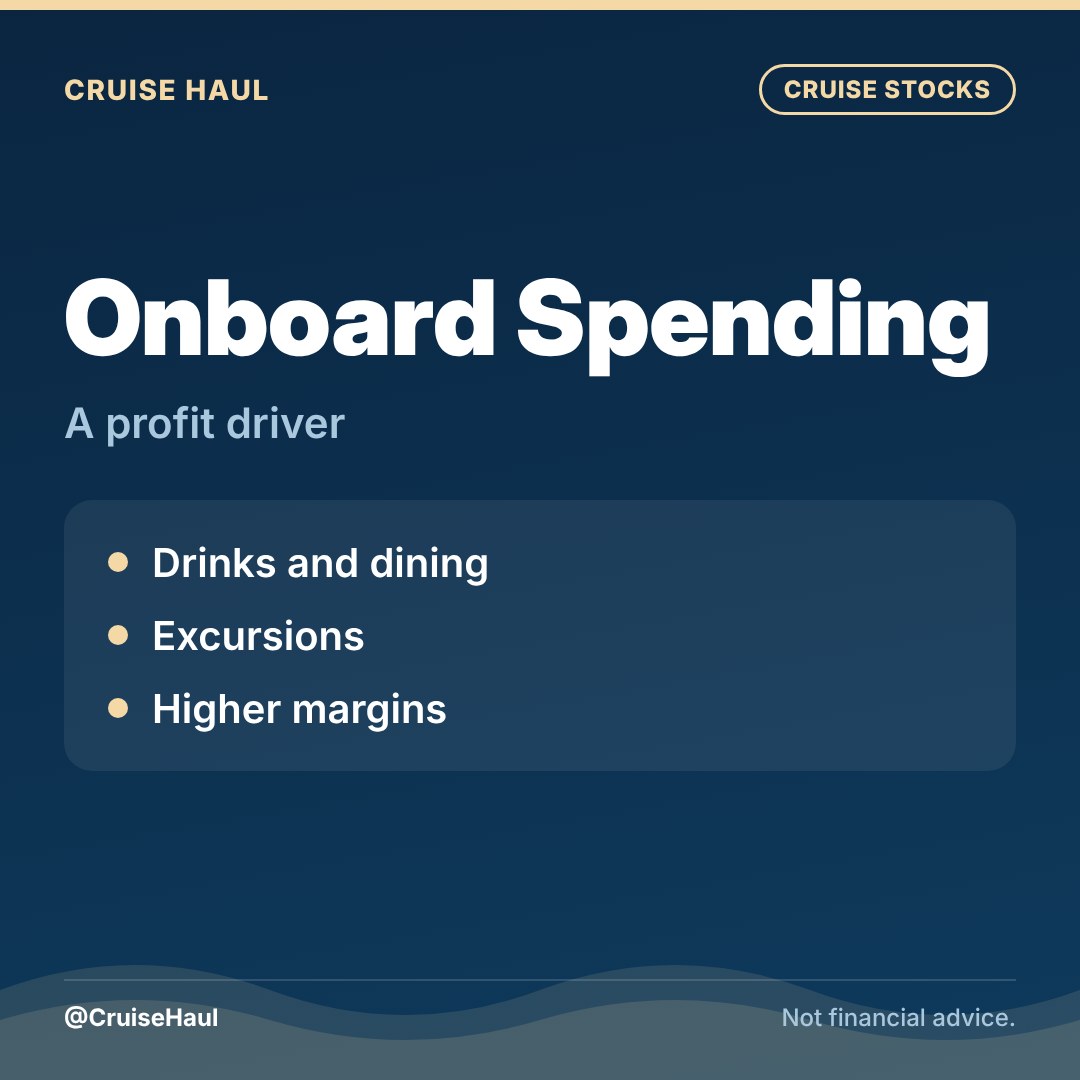 CRUISE HAUL
CRUISE STOCKS
Onboard Spending
A profit driver
Drinks and dining
Excursions
Higher margins
@CruiseHaul
Not financial advice.